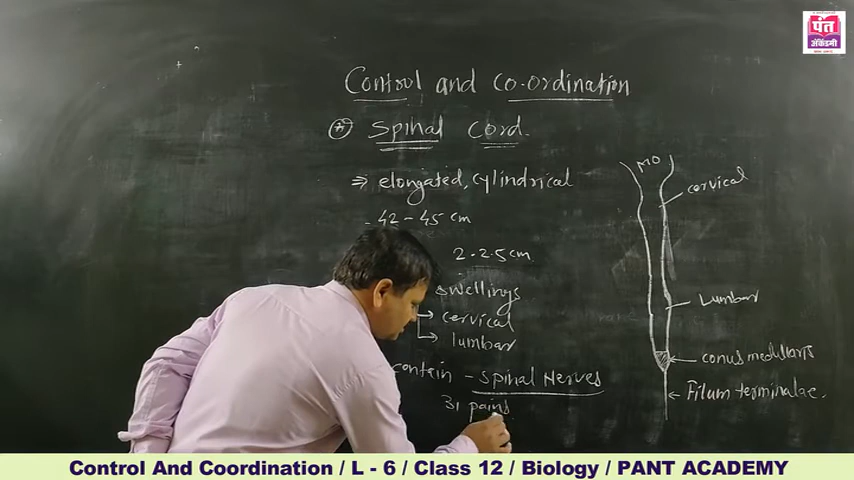 Control and Co-ordination
Spinal Cord.
⇒ elongated, cylindrical
- 42 - 45 cm
2 - 2.5 cm
swellings
→ cervical
→ lumbar
contain - Spinal Nerves
31 pairs
MO
cervical
Lumbar
conus medullaris
Filum terminalae.
पंत
अ‍ॅकॅडमी
Control And Coordination / L - 6 / Class 12 / Biology / PANT ACADEMY